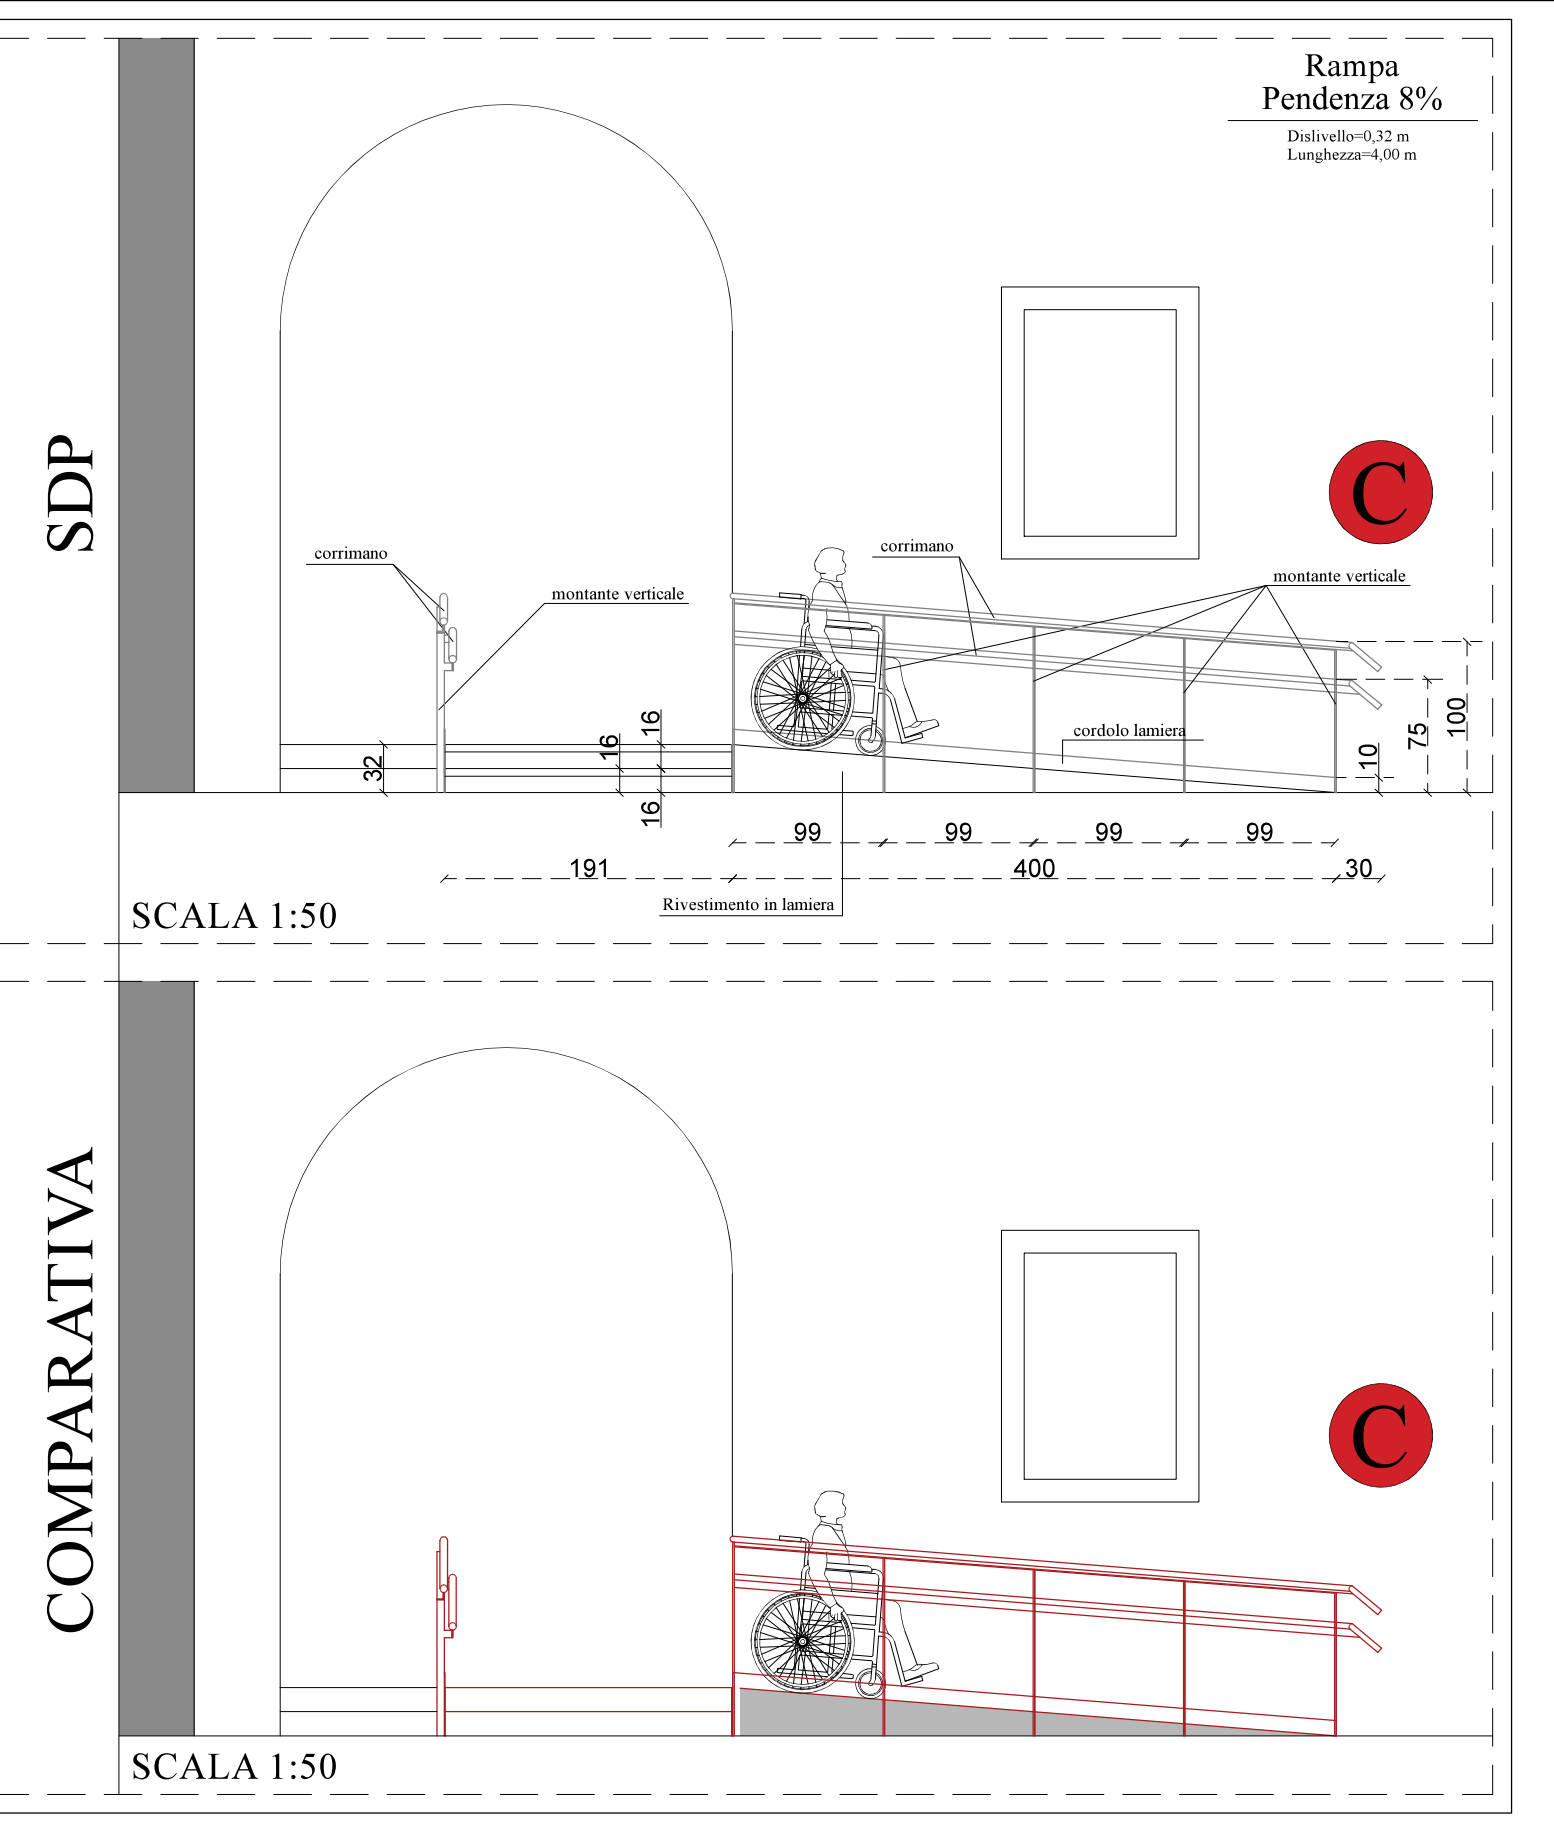 Rampa
Pendenza 8%
Dislivello=0,32 m
Lunghezza=4,00 m
SDP
C
corrimano
corrimano
montante verticale
montante verticale
cordolo lamiera
32
16
16
16
10
75
100
99
99
99
99
191
400
30
Rivestimento in lamiera
SCALA 1:50
COMPARATIVA
C
SCALA 1:50